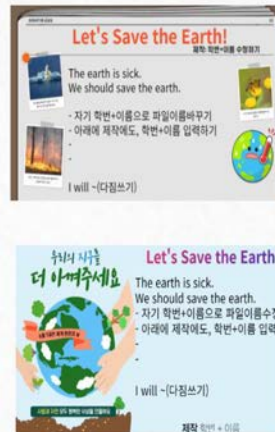 Let's Save the Earth!
제작: 학번+이름 수정하기
The earth is sick.
We should save the earth.
- 자기 학번+이름으로 파일이름바꾸기
- 아래에 제작에도, 학번+이름 입력하기
-
-
I will ~(다짐쓰기)
우리의 지구를
더 아껴주세요
Let's Save the Earth
The earth is sick.
We should save the earth.
- 자기 학번+이름으로 파일이름수정
- 아래에 제작에도, 학번+이름 입력
-
-
I will ~(다짐쓰기)
제작 학번 + 이름